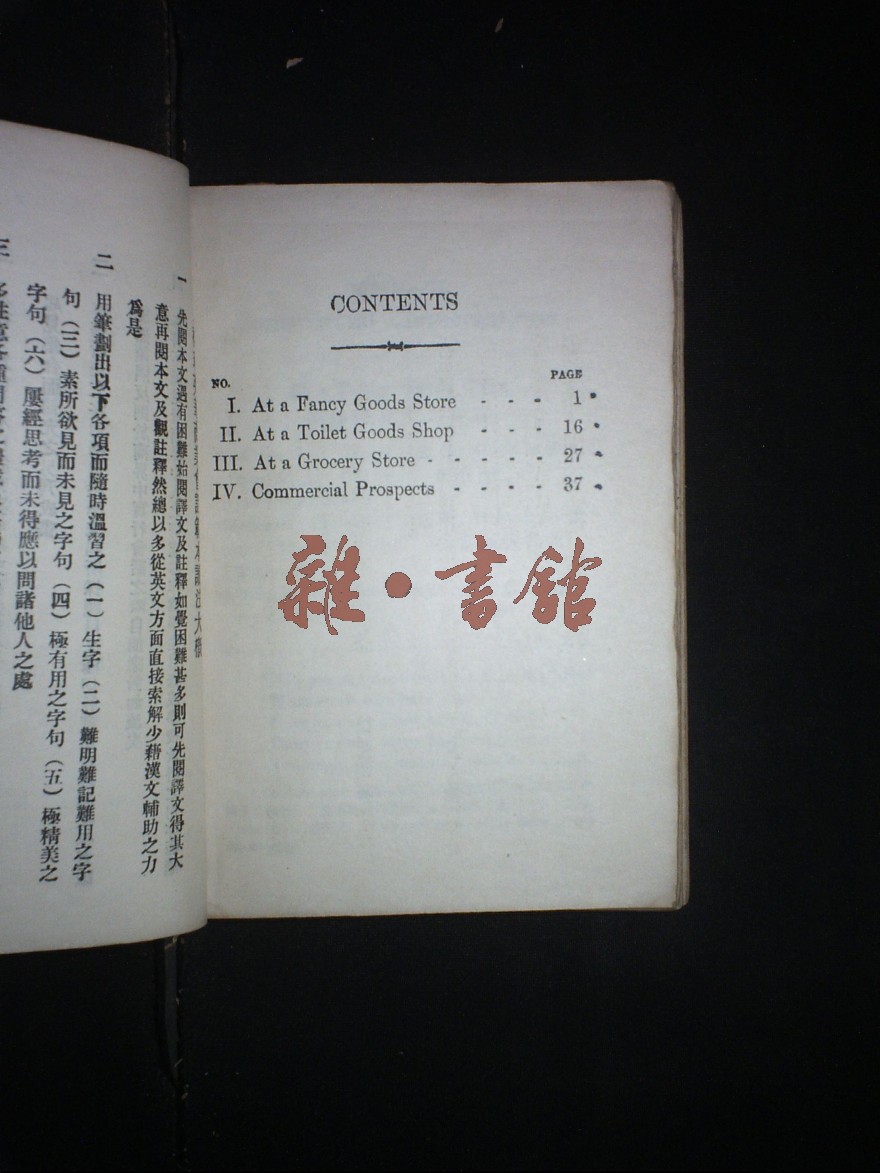 一 先閱本文遇有困難始閱譯文及註釋如覺困難甚多則可先閱譯文得其大
意再閱本文及觀註釋然總以多從英文方面直接索解少藉漢文輔助之力
爲是
二 用筆劃出以下各項而隨時溫習之（一）生字（二）難明難記難用之字
句（三）素所欲見而未見之字句（四）極有用之字句（五）極精美之
字句（六）屢經思考而未得應以問諸他人之處
三
CONTENTS
NO. PAGE
I. At a Fancy Goods Store - - - 1
II. At a Toilet Goods Shop - - - 16
III. At a Grocery Store - - - - 27
IV. Commercial Prospects - - - - 37
雜·書館